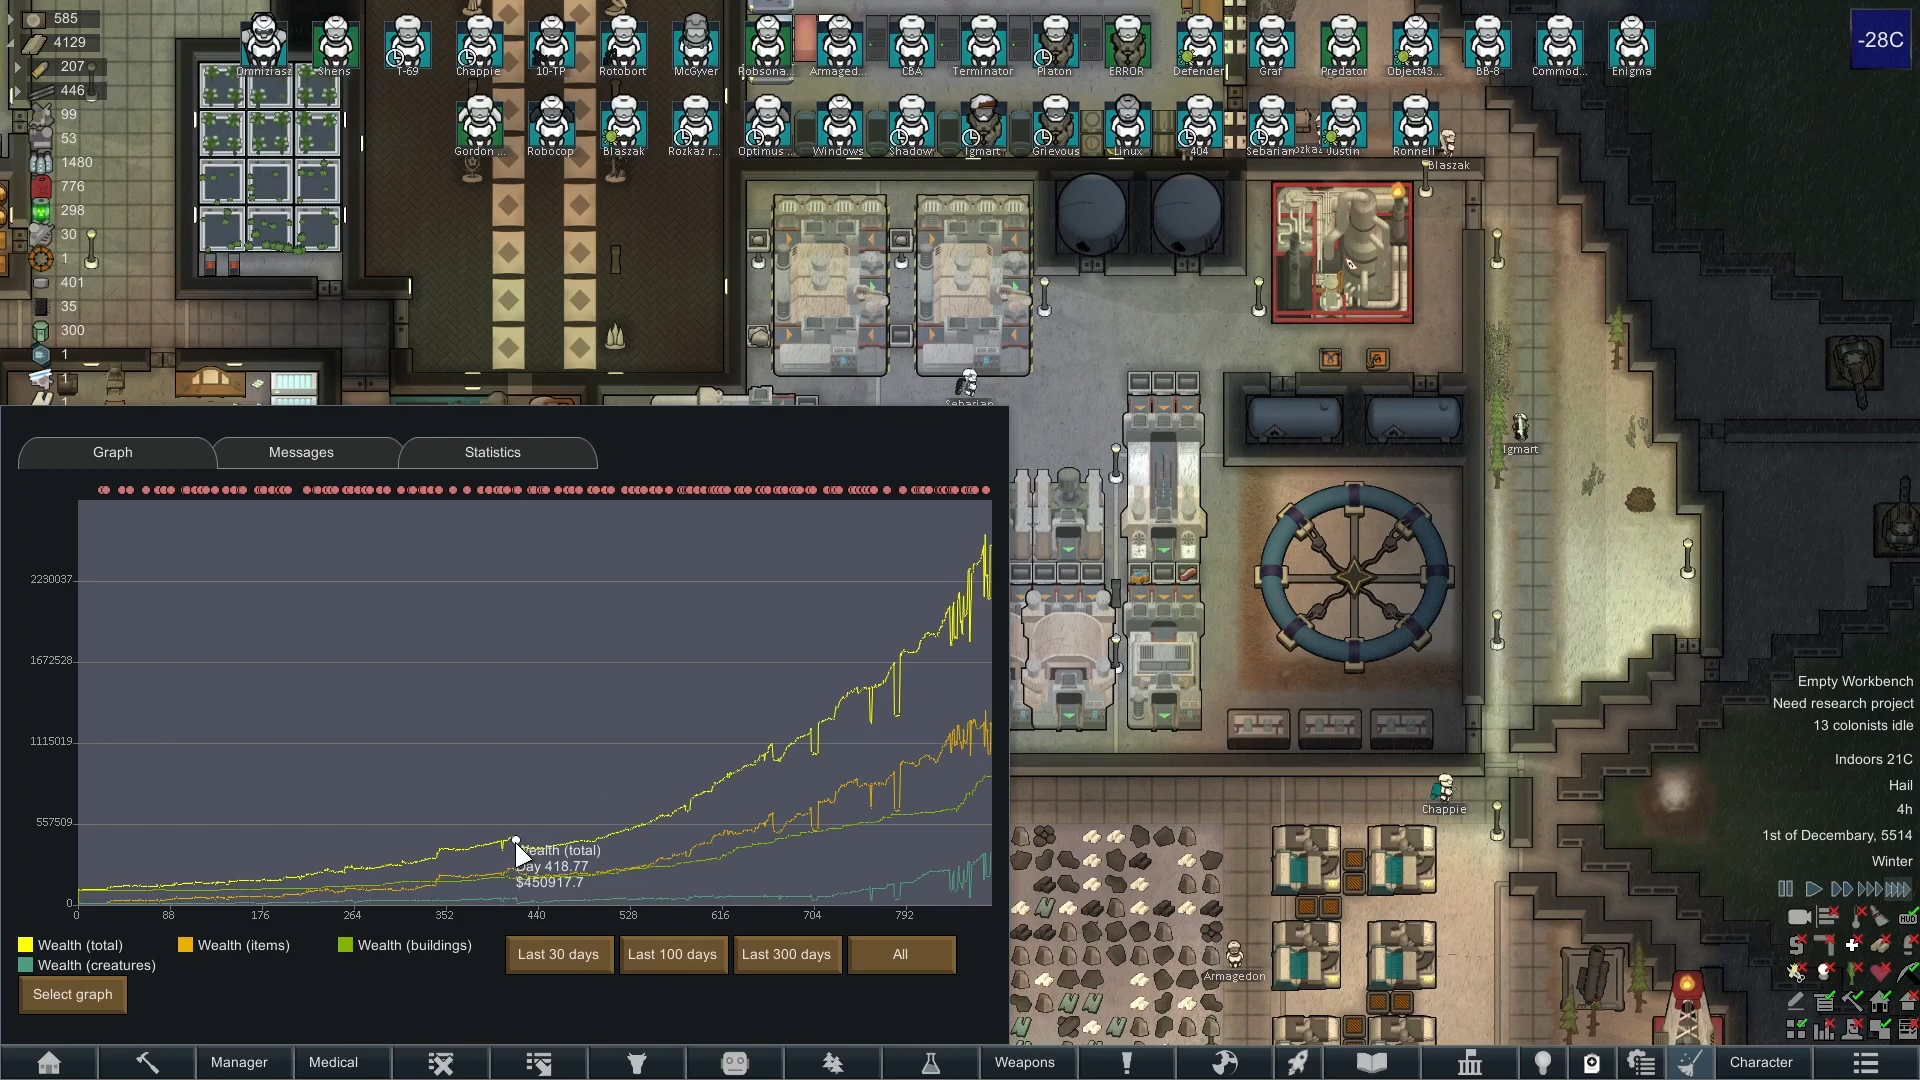 585
4129
207
446
99
53
1480
776
298
30
1
401
35
300
1
1
1
Omniziasz
Shens
T-69
Chappie
10-TP
Rotobort
McGywer
Robsona...
Armaged...
CBA
Terminator
Platon
ERROR
Defender
Graf
Predator
Object43...
BB-8
Commod...
Enigma
-28C
Gordon ...
Robocop
Blaszak
Rozkaz r...
Optimus ...
Windows
Shadow
Igmart
Grievous
Linux
404
Sebarian
Justin
Ronnell
Blaszak
Sebarian
Igmart
Chappie
Armagedon
Graph
Messages
Statistics
2230037
1672528
1115019
557509
0
0
88
176
264
352
440
528
616
704
792
Wealth (total)
Day 418.77
$450917.7
Wealth (total)
Wealth (items)
Wealth (buildings)
Wealth (creatures)
Last 30 days
Last 100 days
Last 300 days
All
Select graph
Empty Workbench
Need research project
13 colonists idle
Indoors 21C
Hail
4h
1st of Decembary, 5514
Winter
HUD
Manager
Medical
Weapons
Character